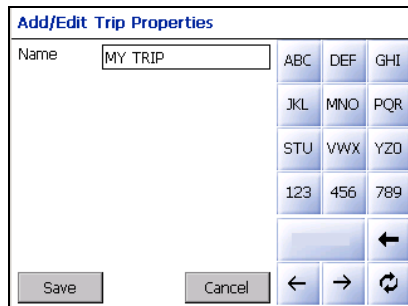 Add/Edit Trip Properties
Name MY TRIP
ABC DEF GHI
JKL MNO PQR
STU VWX YZ0
123 456 789
Save Cancel